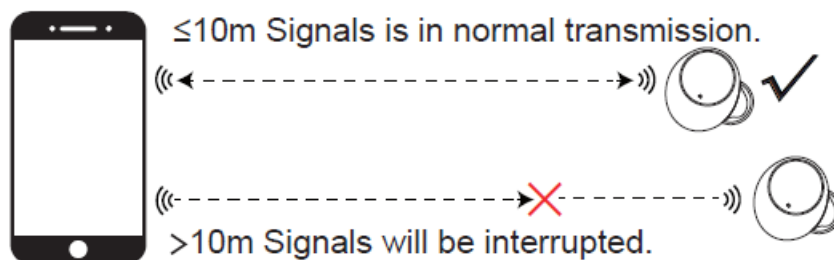 ≤10m Signals is in normal transmission.
>10m Signals will be interrupted.